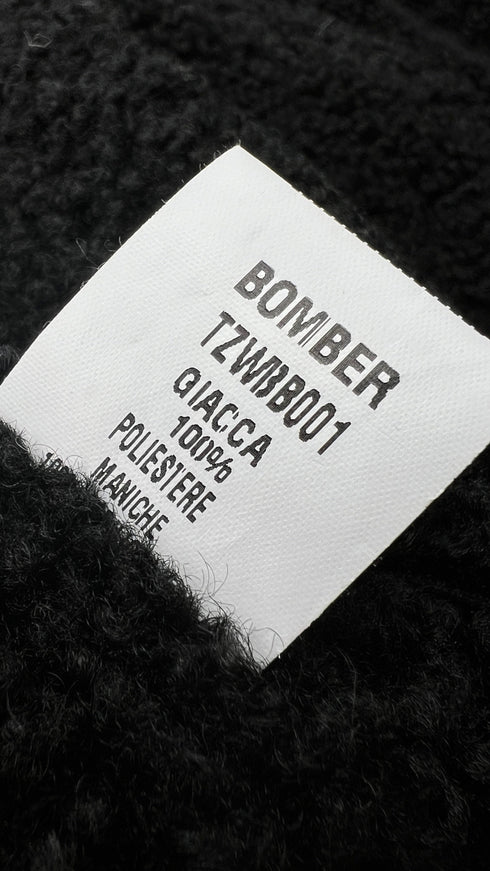 BOMBER
TZWBB001
GIACCA
100%
POLIESTERE
MANICHE